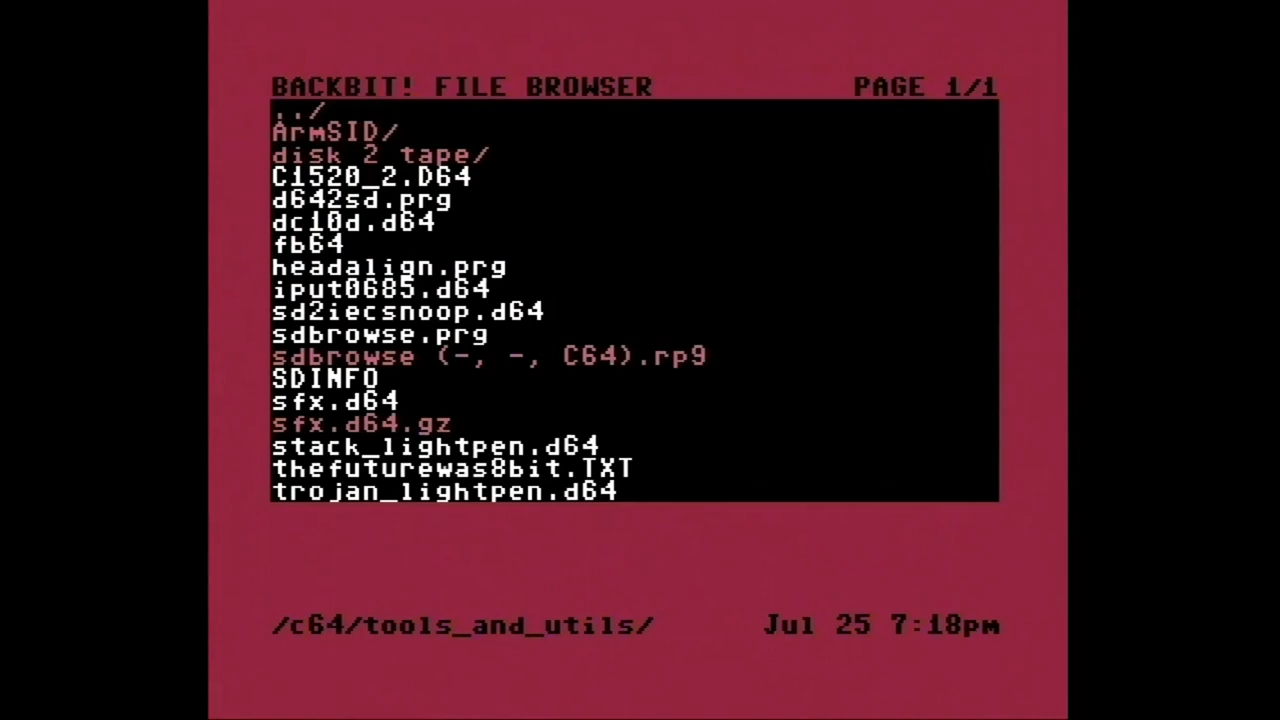 BACKBIT! FILE BROWSER PAGE 1/1
../
ArmSID/
disk 2 tape/
C1520_2.D64
d642sd.prg
dc10d.d64
fb64
headalign.prg
iput0685.d64
sd2iecsnoop.d64
sdbrowse.prg
sdbrowse (-, -, C64).rp9
SDINFO
sfx.d64
sfx.d64.gz
stack_lightpen.d64
thefuturewas8bit.TXT
trojan_lightpen.d64
/c64/tools_and_utils/ Jul 25 7:18pm